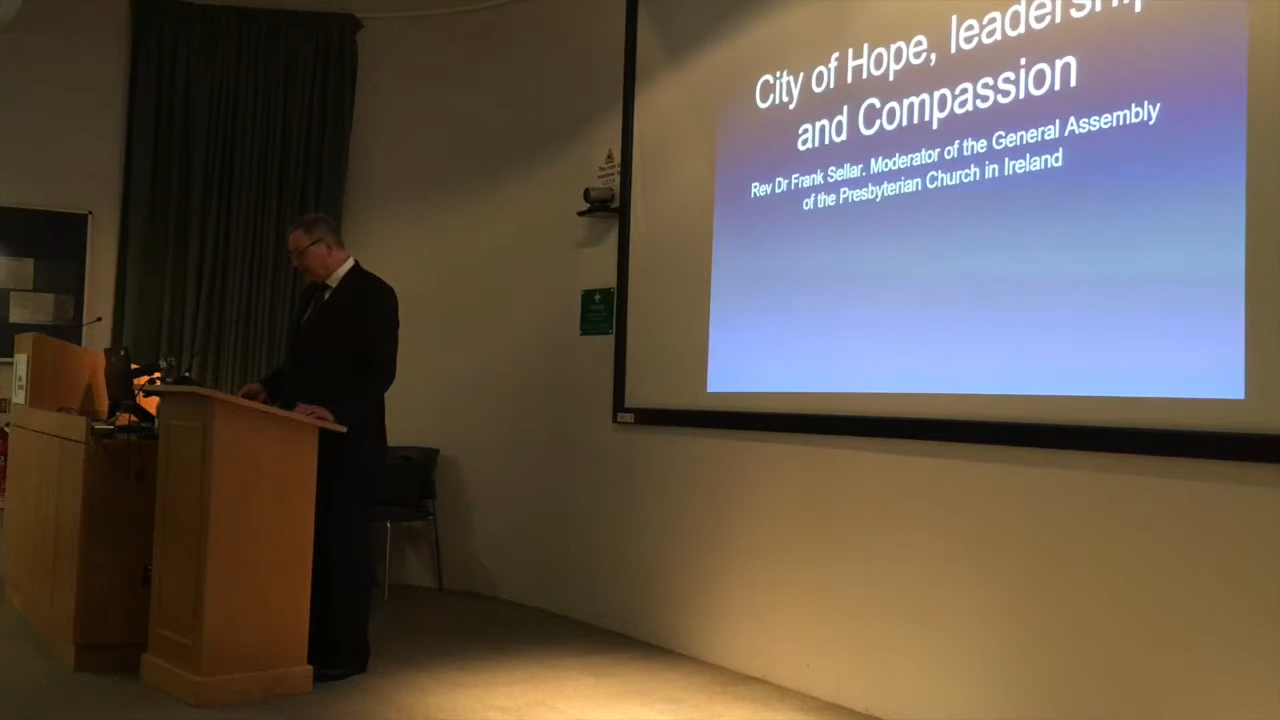 City of Hope, leadership
and Compassion
Rev Dr Frank Sellar. Moderator of the General Assembly
of the Presbyterian Church in Ireland